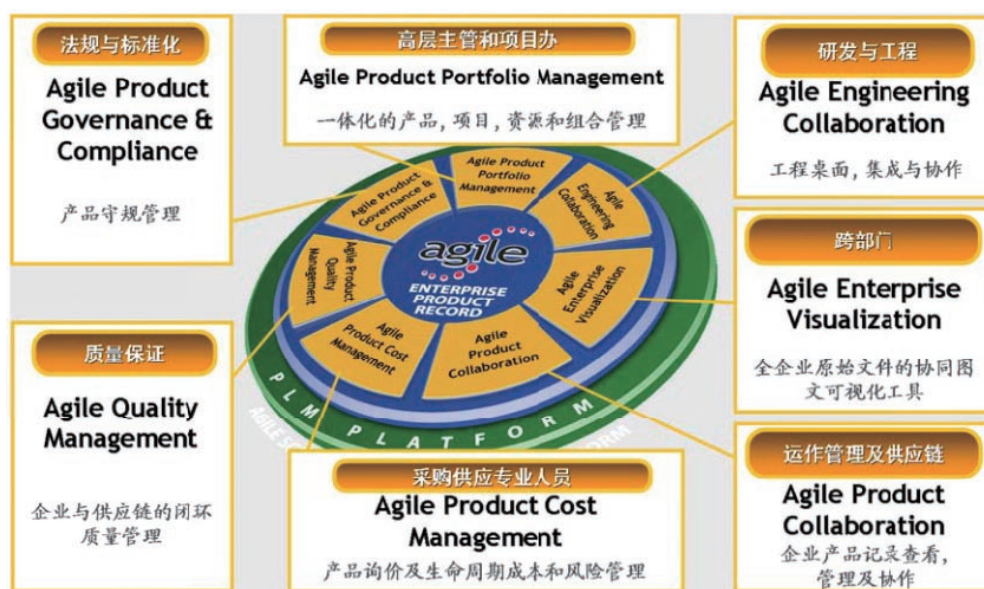 法规与标准化
Agile Product
Governance &
Compliance
产品守规管理
高层主管和项目办
Agile Product Portfolio Management
一体化的产品,项目,资源和组合管理
研发与工程
Agile Engineering
Collaboration
工程桌面,集成与协作
跨部门
Agile Enterprise
Visualization
全企业原始文件的协同图
文可视化工具
质量保证
Agile Quality
Management
企业与供应链的闭环
质量管理
采购供应专业人员
Agile Product Cost
Management
产品询价及生命周期成本和风险管理
运作管理及供应链
Agile Product
Collaboration
企业产品记录查看,
管理及协作
Agile Product
Portfolio
Management
Agile
Engineering
Collaboration
Agile
Enterprise
Visualization
Agile
Product
Collaboration
Agile
Product Cost
Management
Agile Product
Quality
Management
Agile Product
Governance &
Compliance
agile
ENTERPRISE
PRODUCT
RECORD
PLM PLATFORM